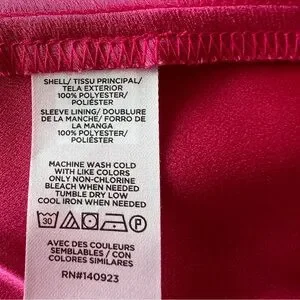 SHELL/ TISSU PRINCIPAL/
TELA EXTERIOR
100% POLYESTER/
POLIÉSTER
SLEEVE LINING/ DOUBLURE
DE LA MANCHE/ FORRO DE
LA MANGA
100% POLYESTER/
POLIÉSTER
MACHINE WASH COLD
WITH LIKE COLORS
ONLY NON-CHLORINE
BLEACH WHEN NEEDED
TUMBLE DRY LOW
COOL IRON WHEN NEEDED
30 P
AVEC DES COULEURS
SEMBLABLES / CON
COLORES SIMILARES
RN#140923